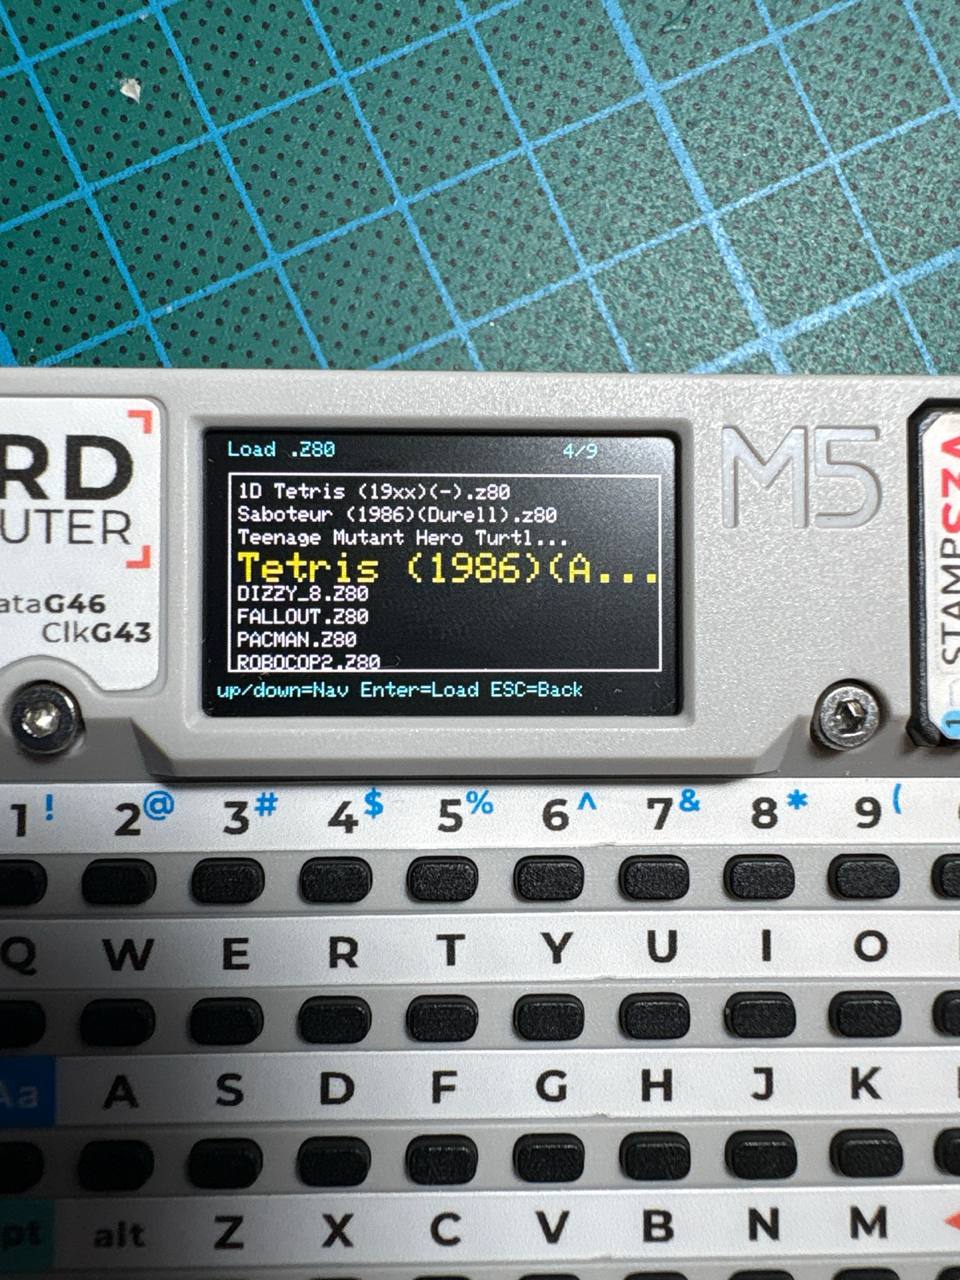 RD
UTER
ataG46
ClkG43
Load .Z80 4/9
1D Tetris (19xx)(-).z80
Saboteur (1986)(Durell).z80
Teenage Mutant Hero Turtl...
Tetris (1986)(A...
DIZZY_8.Z80
FALLOUT.Z80
PACMAN.Z80
ROBOCOP2.Z80
up/down=Nav Enter=Load ESC=Back
M5
STAMPS3A
1 ! 2 @ 3 # 4 $ 5 % 6 ^ 7 & 8 * 9 (
Q W E R T Y U I O
Aa A S D F G H J K
pt alt Z X C V B N M